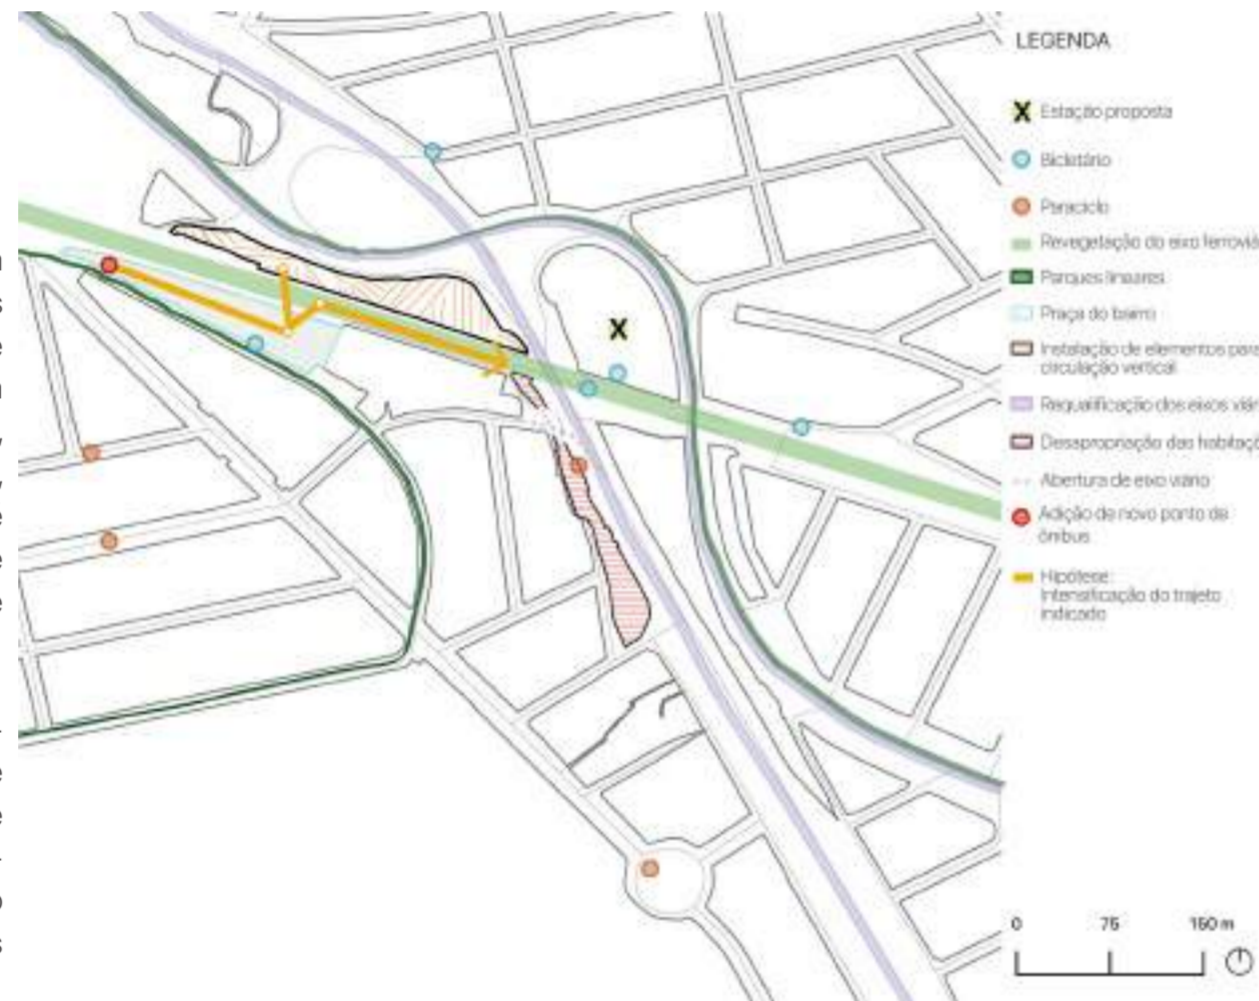 LEGENDA
X Estação proposta
Bicletário
Paraciclo
Revegetação do eixo ferroviá
Parques lineares
Praça do bairro
Instalação de elementos para
circulação vertical
Requalificação dos eixos viár
Desapropriação das habitaçõ
Abertura de eixo viário
Adição de novo ponto de
ônibus
Hipótese:
Intensificação do trajeto
indicado
X
0 75 150 m